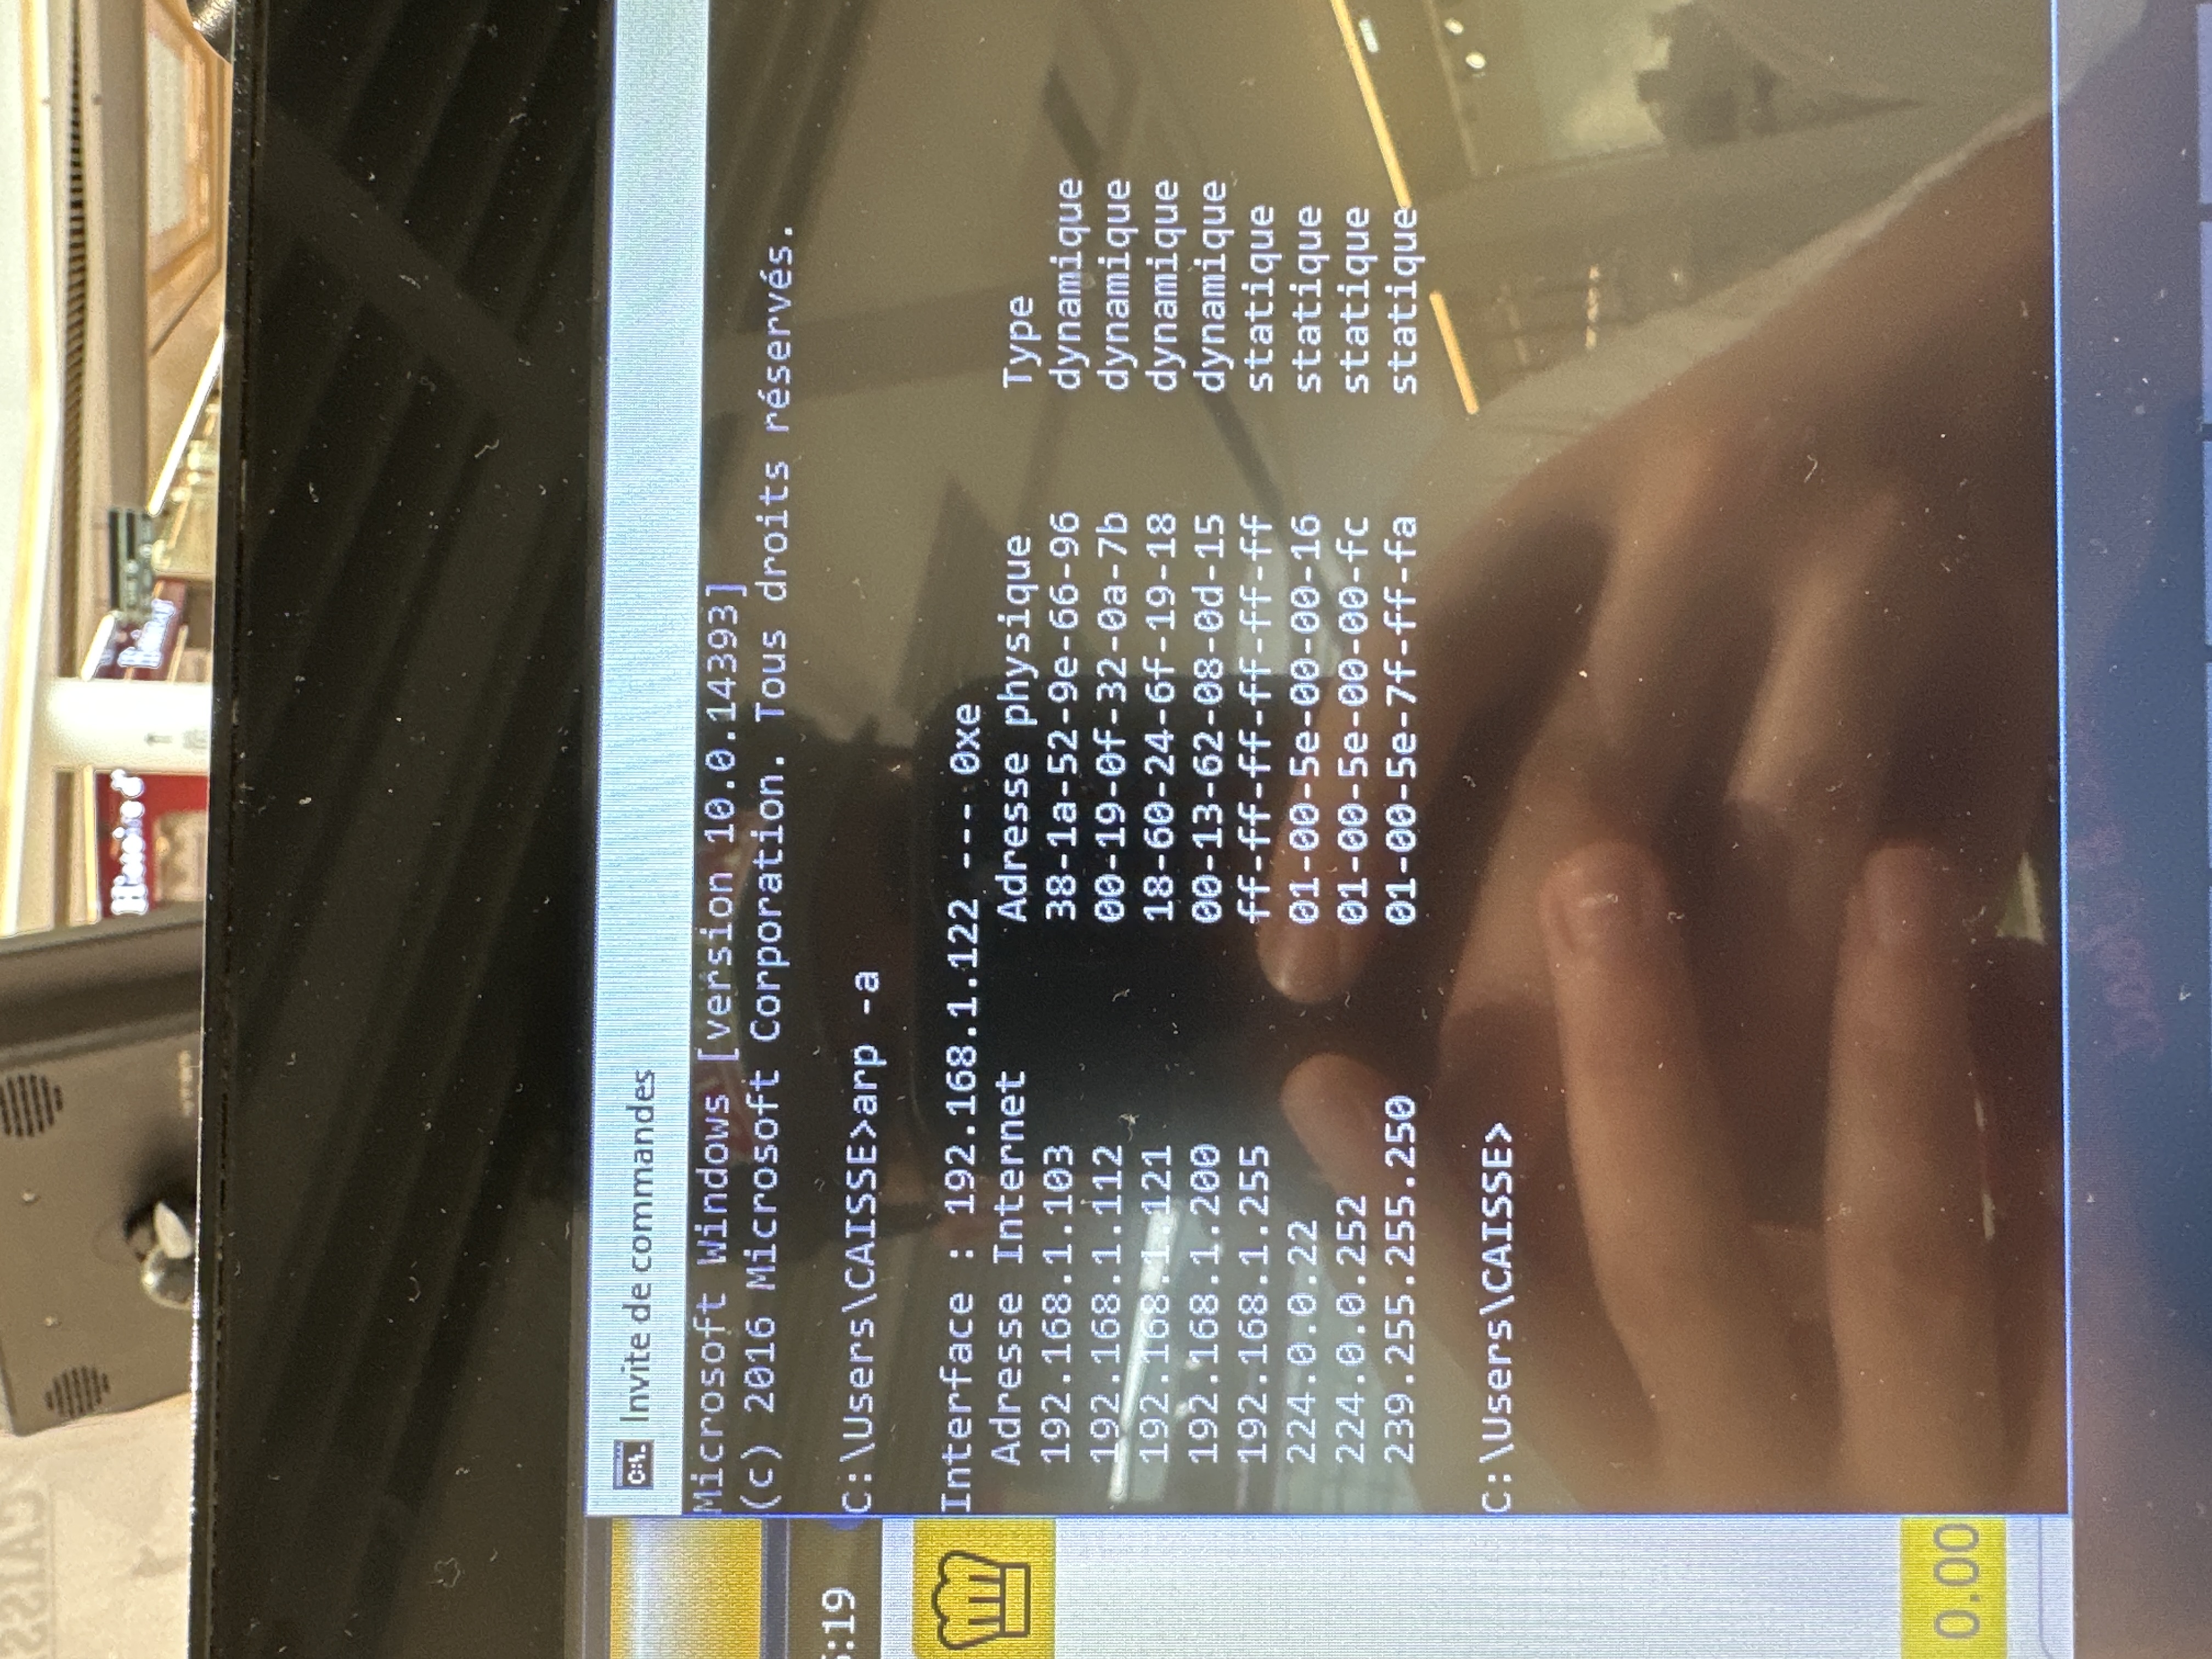 Histoire d'
Invite de commandes
Microsoft Windows [version 10.0.14393]
(c) 2016 Microsoft Corporation. Tous droits réservés.
:19
C:\Users\CAISSE>arp -a
Interface : 192.168.1.122 --- 0xe
Adresse Internet Adresse physique Type
192.168.1.103 38-1a-52-9e-66-96 dynamique
192.168.1.112 00-19-0f-32-0a-7b dynamique
192.168.1.121 18-60-24-6f-19-18 dynamique
192.168.1.200 00-13-62-08-0d-15 dynamique
192.168.1.255 ff-ff-ff-ff-ff-ff statique
224.0.0.22 01-00-5e-00-00-16 statique
224.0.0.252 01-00-5e-00-00-fc statique
239.255.255.250 01-00-5e-7f-ff-fa statique
C:\Users\CAISSE>
0.00